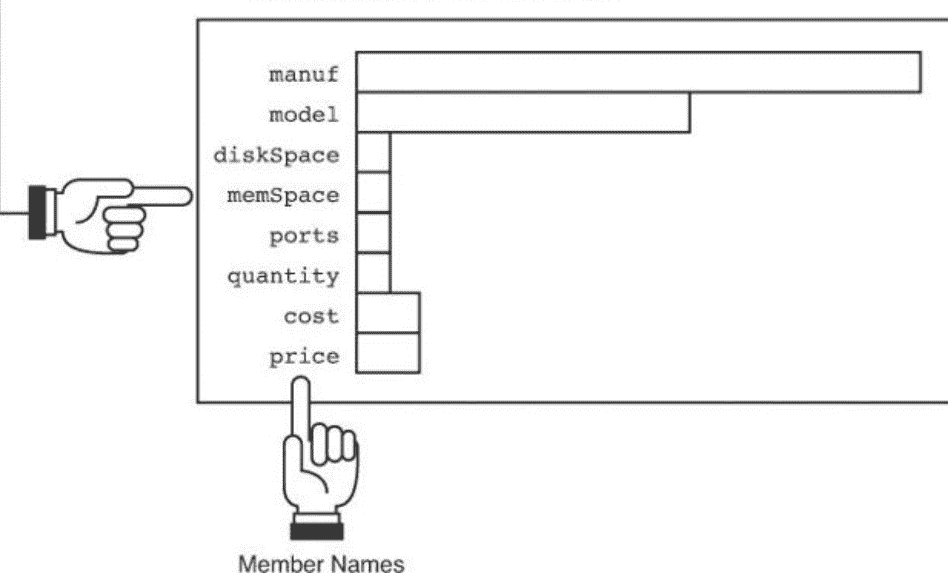 manuf
model
diskSpace
memSpace
ports
quantity
cost
price
Member Names